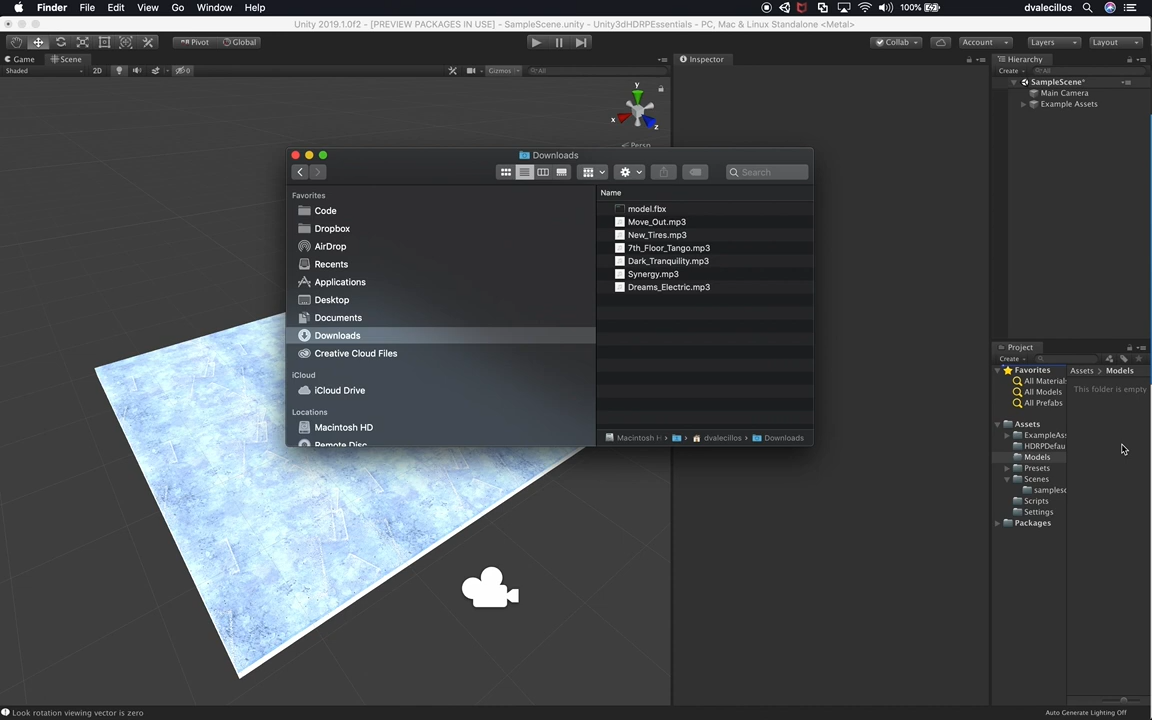 Finder File Edit View Go Window Help 100% dvalecillos
Unity 2019.1.0f2 - [PREVIEW PACKAGES IN USE] - SampleScene.unity - Unity3dHDRPEssentials - PC, Mac & Linux Standalone <Metal>
Pivot Global Collab Account Layers Layout
Game Scene Inspector Hierarchy
Shaded 2D Gizmos All Create All
SampleScene*
Main Camera
Example Assets
y
x
z
Persp
Downloads
Search
Favorites
Code
Dropbox
AirDrop
Recents
Applications
Desktop
Documents
Downloads
Creative Cloud Files
iCloud
iCloud Drive
Locations
Macintosh HD
Remote Disc
Name
model.fbx
Move_Out.mp3
New_Tires.mp3
7th_Floor_Tango.mp3
Dark_Tranquility.mp3
Synergy.mp3
Dreams_Electric.mp3
Macintosh H dvalecillos Downloads
Project
Create
Favorites
All Materials
All Models
All Prefabs
Assets
ExampleAss
HDRPDefau
Models
Presets
Scenes
samplesc
Scripts
Settings
Packages
Assets Models
This folder is empty
Look rotation viewing vector is zero
Auto Generate Lighting Off